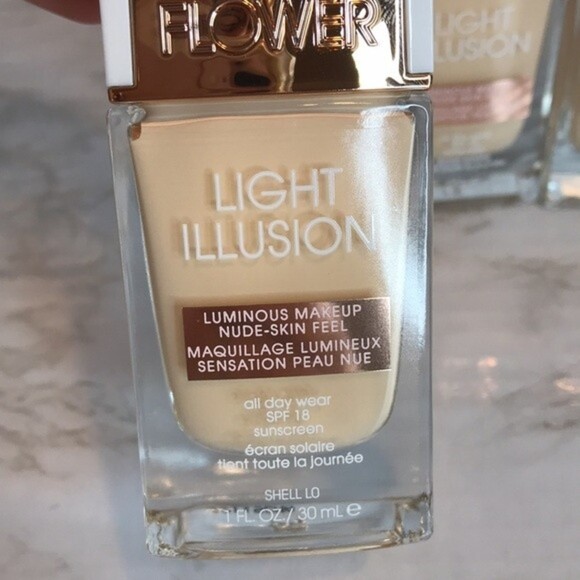 FLOWER
LIGHT
ILLUSION
LUMINOUS MAKEUP
NUDE-SKIN FEEL
MAQUILLAGE LUMINEUX
SENSATION PEAU NUE
all day wear
SPF 18
sunscreen
écran solaire
tient toute la journée
SHELL L0
1 FL. OZ. / 30 mL e
LIGHT
ILLUSION